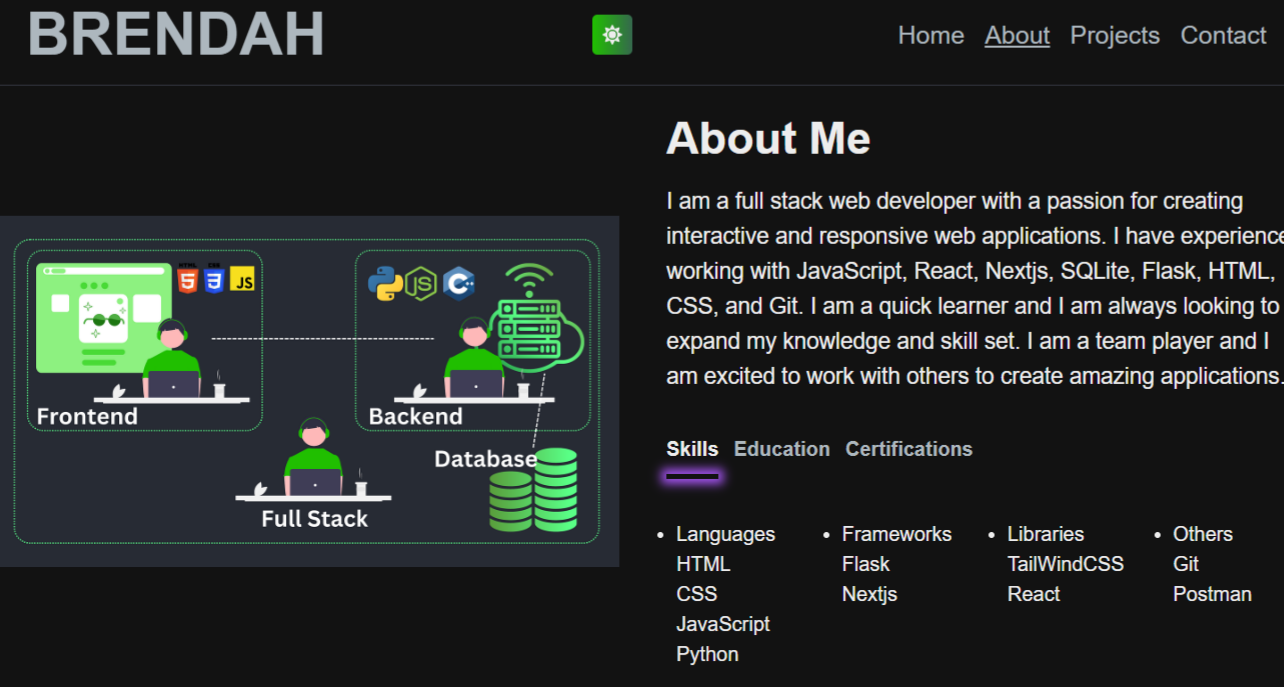 BRENDAH
Home About Projects Contact
About Me
I am a full stack web developer with a passion for creating
interactive and responsive web applications. I have experience
working with JavaScript, React, Nextjs, SQLite, Flask, HTML,
CSS, and Git. I am a quick learner and I am always looking to
expand my knowledge and skill set. I am a team player and I
am excited to work with others to create amazing applications.
HTML
5
CSS
3
JS
JS
C++
Frontend
Backend
Database
Full Stack
Skills Education Certifications
• Languages
HTML
CSS
JavaScript
Python
• Frameworks
Flask
Nextjs
• Libraries
TailWindCSS
React
• Others
Git
Postman